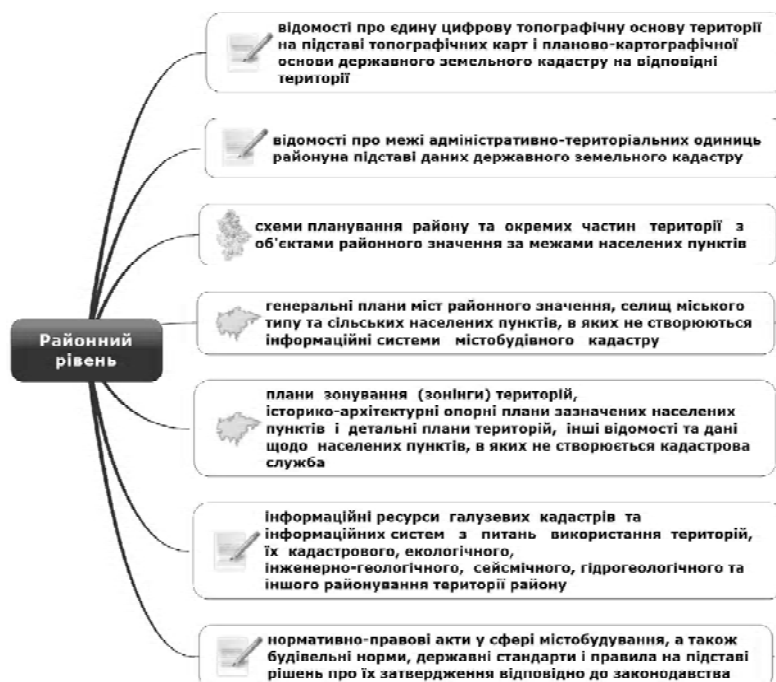 відомості про єдину цифрову топографічну основу території
на підставі топографічних карт і планово-картографічної
основи державного земельного кадастру на відповідні
території
відомості про межі адміністративно-територіальних одиниць
районуна підставі даних державного земельного кадастру
схеми планування району та окремих частин території з
об'єктами районного значення за межами населених пунктів
генеральні плани міст районного значення, селищ міського
типу та сільських населених пунктів, в яких не створюються
інформаційні системи містобудівного кадастру
Районний
рівень
плани зонування (зонінги) територій,
історико-архітектурні опорні плани зазначених населених
пунктів і детальні плани територій, інші відомості та дані
щодо населених пунктів, в яких не створюється кадастрова
служба
інформаційні ресурси галузевих кадастрів та
інформаційних систем з питань використання територій,
їх кадастрового, екологічного,
інженерно-геологічного, сейсмічного, гідрогеологічного та
іншого районування території району
нормативно-правові акти у сфері містобудування, а також
будівельні норми, державні стандарти і правила на підставі
рішень про їх затвердження відповідно до законодавства